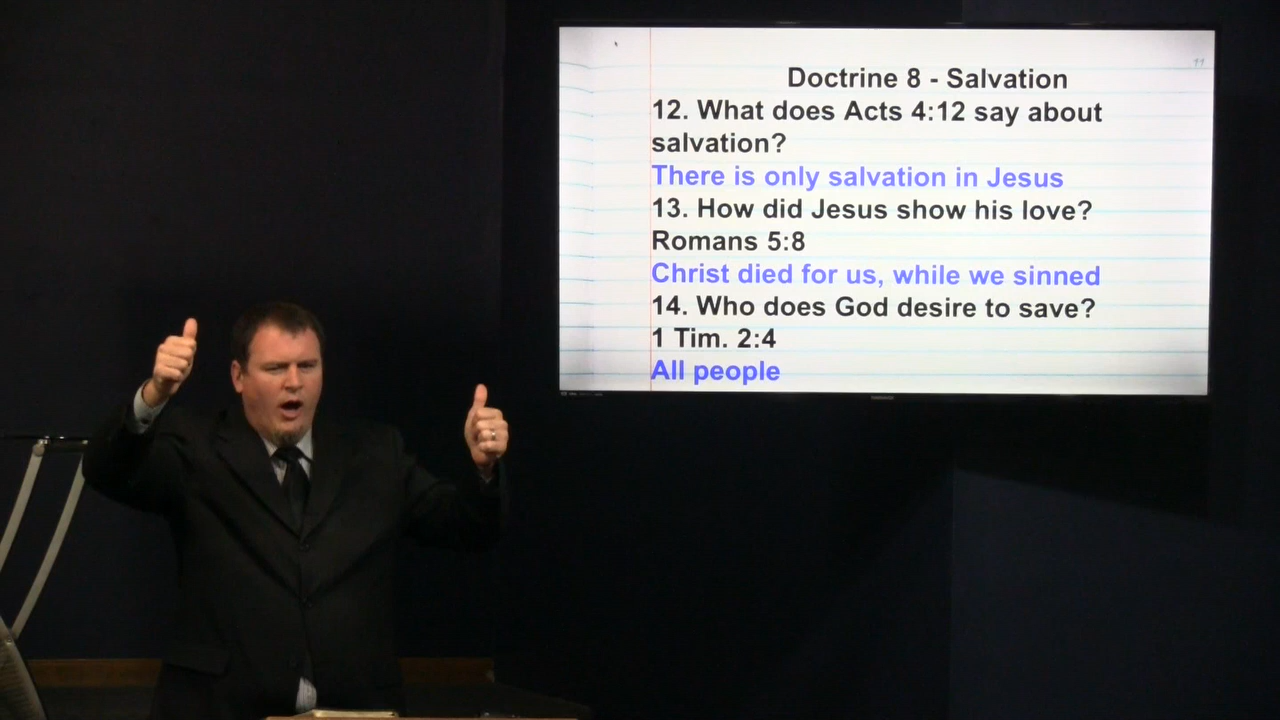 11
Doctrine 8 - Salvation
12. What does Acts 4:12 say about
salvation?
There is only salvation in Jesus
13. How did Jesus show his love?
Romans 5:8
Christ died for us, while we sinned
14. Who does God desire to save?
1 Tim. 2:4
All people